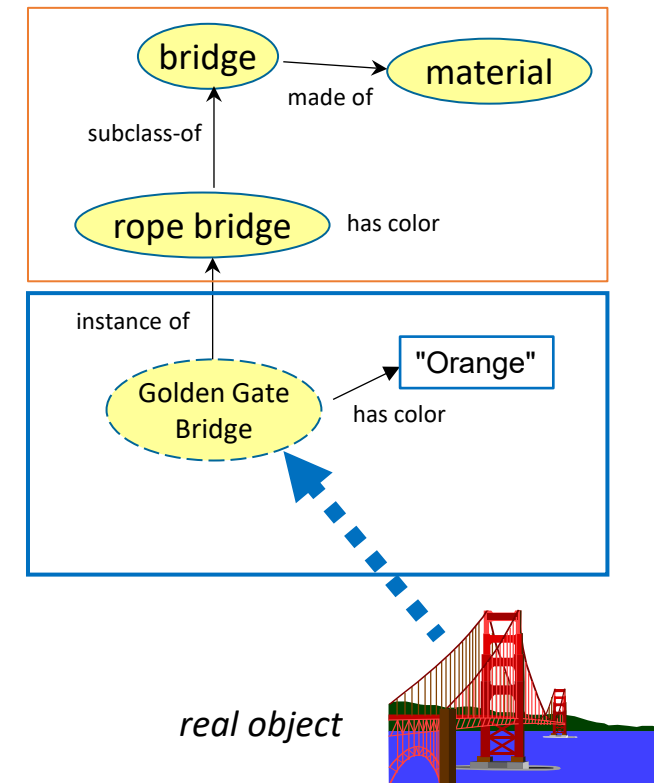 bridge
material
made of
subclass-of
rope bridge
has color
instance of
"Orange"
Golden Gate
Bridge
has color
real object